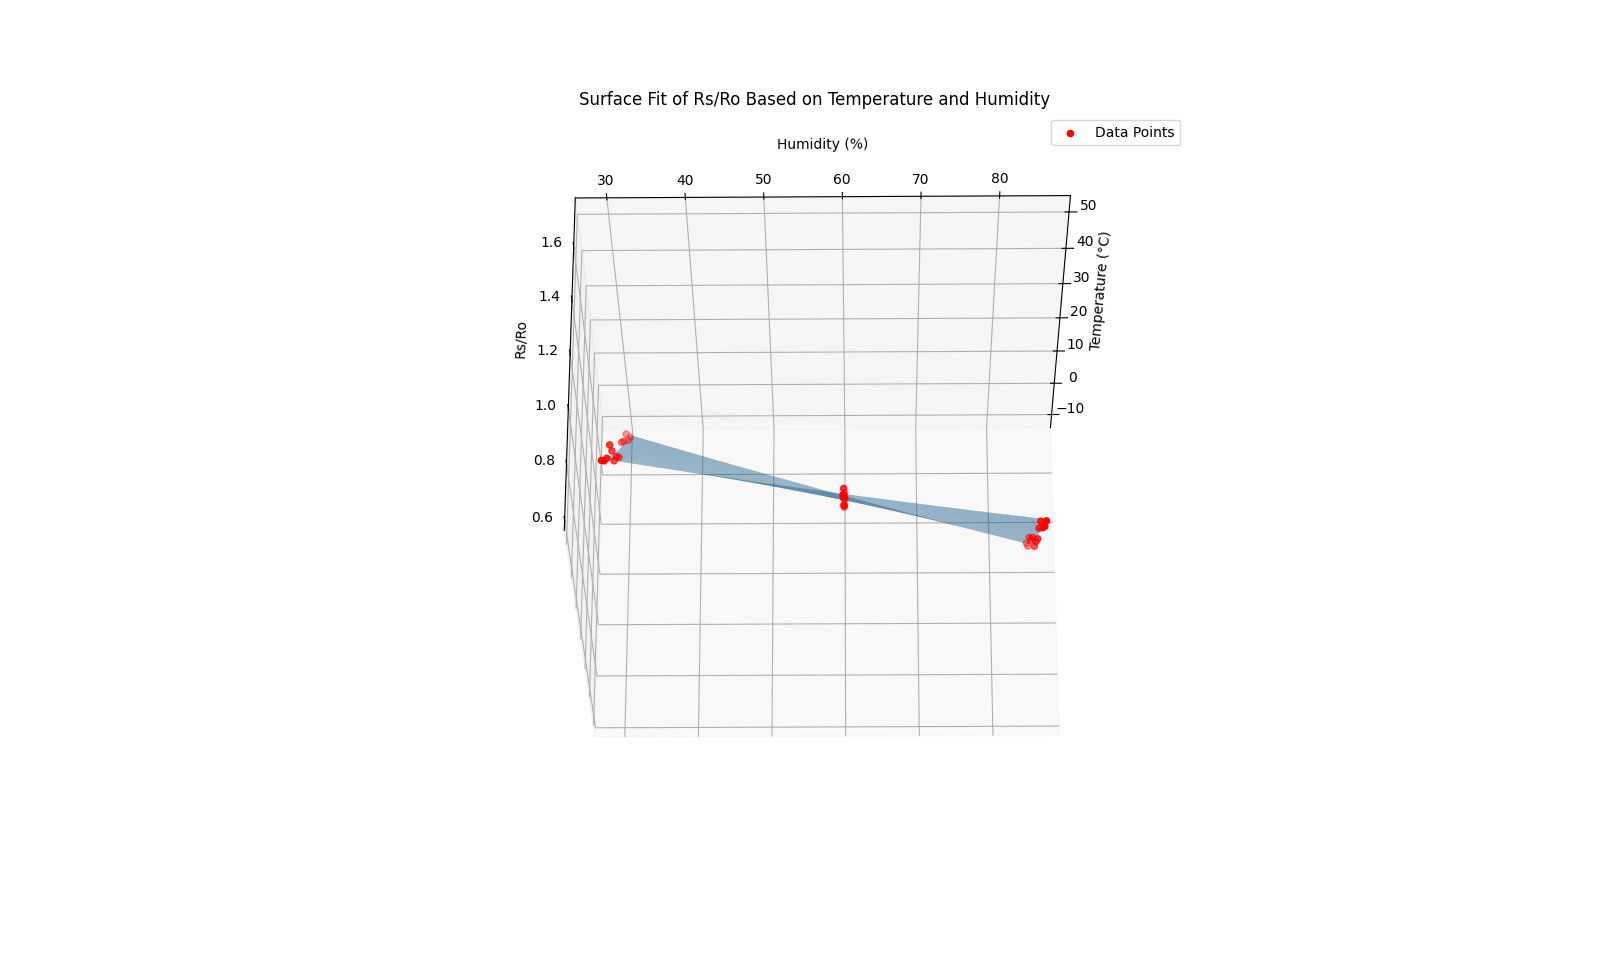 Surface Fit of Rs/Ro Based on Temperature and Humidity
Data Points
Humidity (%)
30 40 50 60 70 80
50
40
30
20
10
0
−10
Temperature (°C)
1.6
1.4
1.2
1.0
0.8
0.6
Rs/Ro